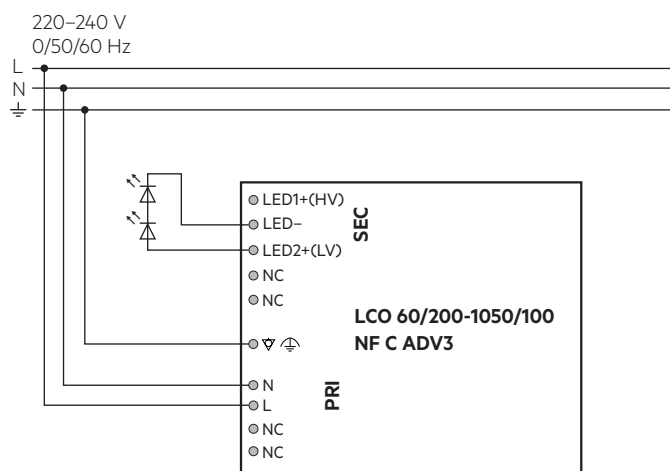 220–240 V
0/50/60 Hz
L
N
LED1+(HV)
LED–
LED2+(LV)
NC
NC
SEC
LCO 60/200-1050/100
NF C ADV3
N
L
NC
NC
PRI